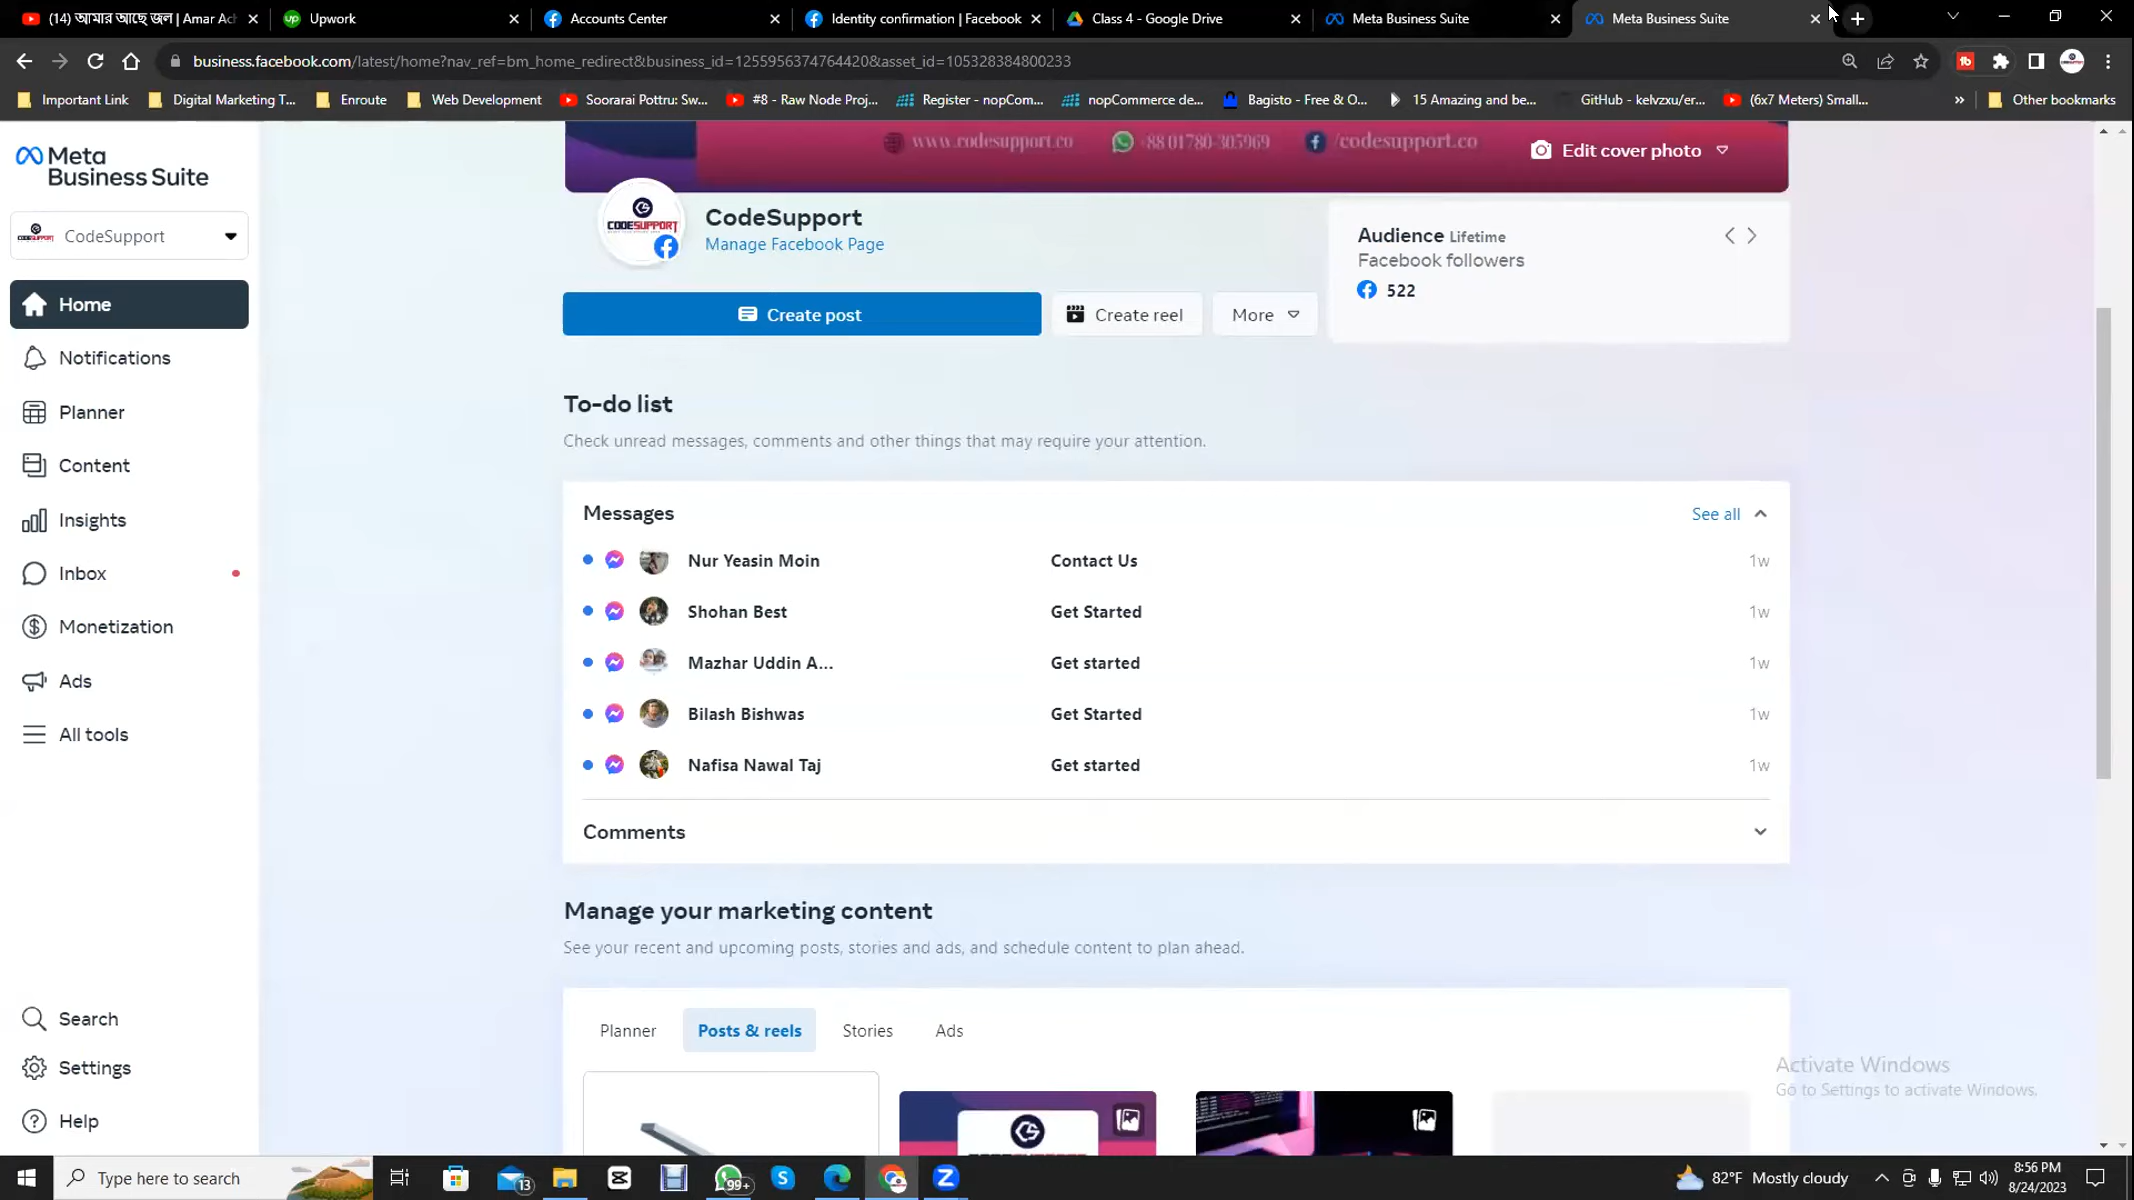 (14) আমার আছে জল | Amar Ac
Upwork
Accounts Center
Identity confirmation | Facebook
Class 4 - Google Drive
Meta Business Suite
Meta Business Suite
business.facebook.com/latest/home?nav_ref=bm_home_redirect&business_id=1255956374764420&asset_id=105328384800233
Important Link
Digital Marketing T...
Enroute
Web Development
Soorarai Pottru: Sw...
#8 - Raw Node Proj...
Register - nopCom...
nopCommerce de...
Bagisto - Free & O...
15 Amazing and be...
GitHub - kelvzxu/er...
(6x7 Meters) Small...
Other bookmarks
Meta
Business Suite
CodeSupport
Home
Notifications
Planner
Content
Insights
Inbox
Monetization
Ads
All tools
Search
Settings
Help
www.codesupport.co
+88 01780-305969
/codesupport.co
Edit cover photo
CODESUPPORT
CodeSupport
Manage Facebook Page
Create post
Create reel
More
Audience Lifetime
Facebook followers
522
To-do list
Check unread messages, comments and other things that may require your attention.
Messages
See all
Nur Yeasin Moin Contact Us 1w
Shohan Best Get Started 1w
Mazhar Uddin A... Get started 1w
Bilash Bishwas Get Started 1w
Nafisa Nawal Taj Get started 1w
Comments
Manage your marketing content
See your recent and upcoming posts, stories and ads, and schedule content to plan ahead.
Planner
Posts & reels
Stories
Ads
Activate Windows
Go to Settings to activate Windows.
Type here to search
13
99+
82°F Mostly cloudy
8:56 PM
8/24/2023